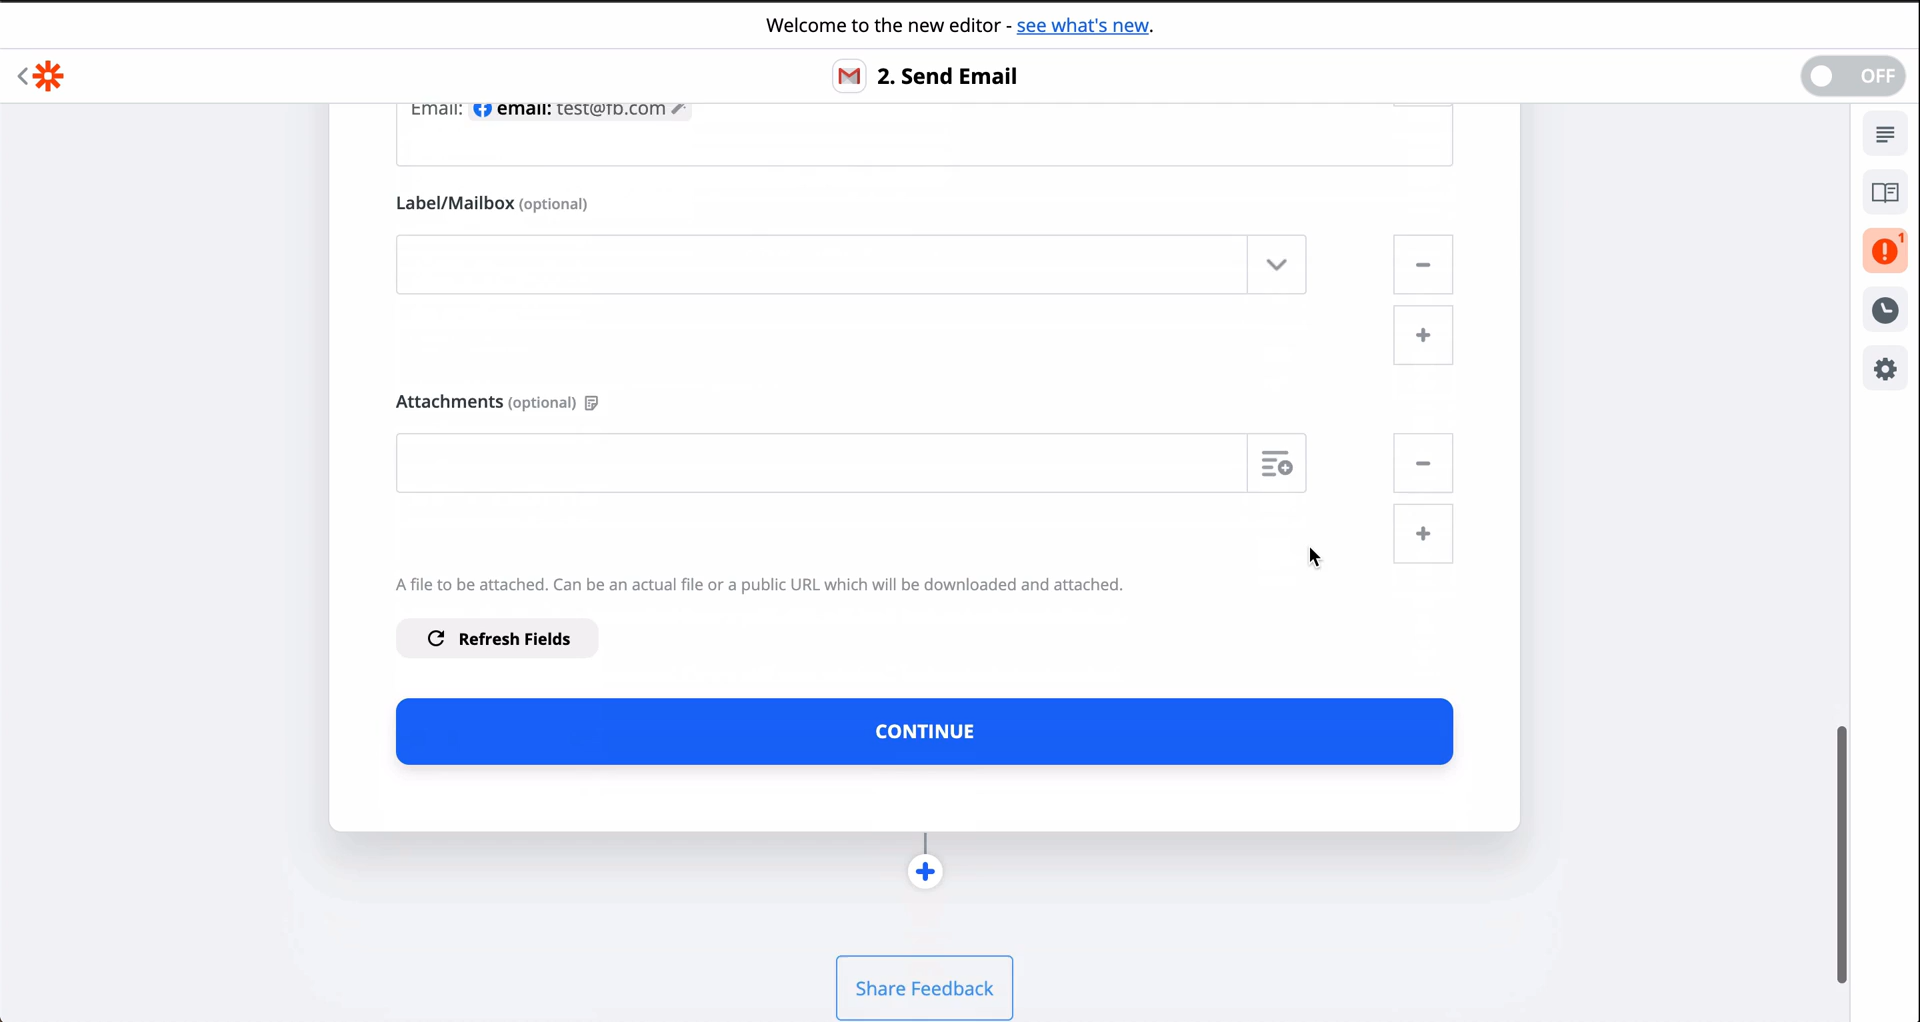 Welcome to the new editor - see what's new.
2. Send Email
OFF
Email: email: test@fb.com
Label/Mailbox (optional)
1
Attachments (optional)
A file to be attached. Can be an actual file or a public URL which will be downloaded and attached.
Refresh Fields
CONTINUE
Share Feedback